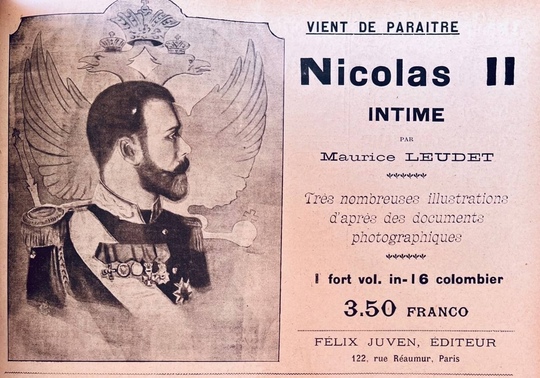 VIENT DE PARAITRE
Nicolas II
INTIME
PAR
Maurice LEUDET
Très nombreuses illustrations
d'après des documents
photographiques
1 fort vol. in-16 colombier
3.50 FRANCO
FÉLIX JUVEN, ÉDITEUR
122, rue Réaumur, Paris